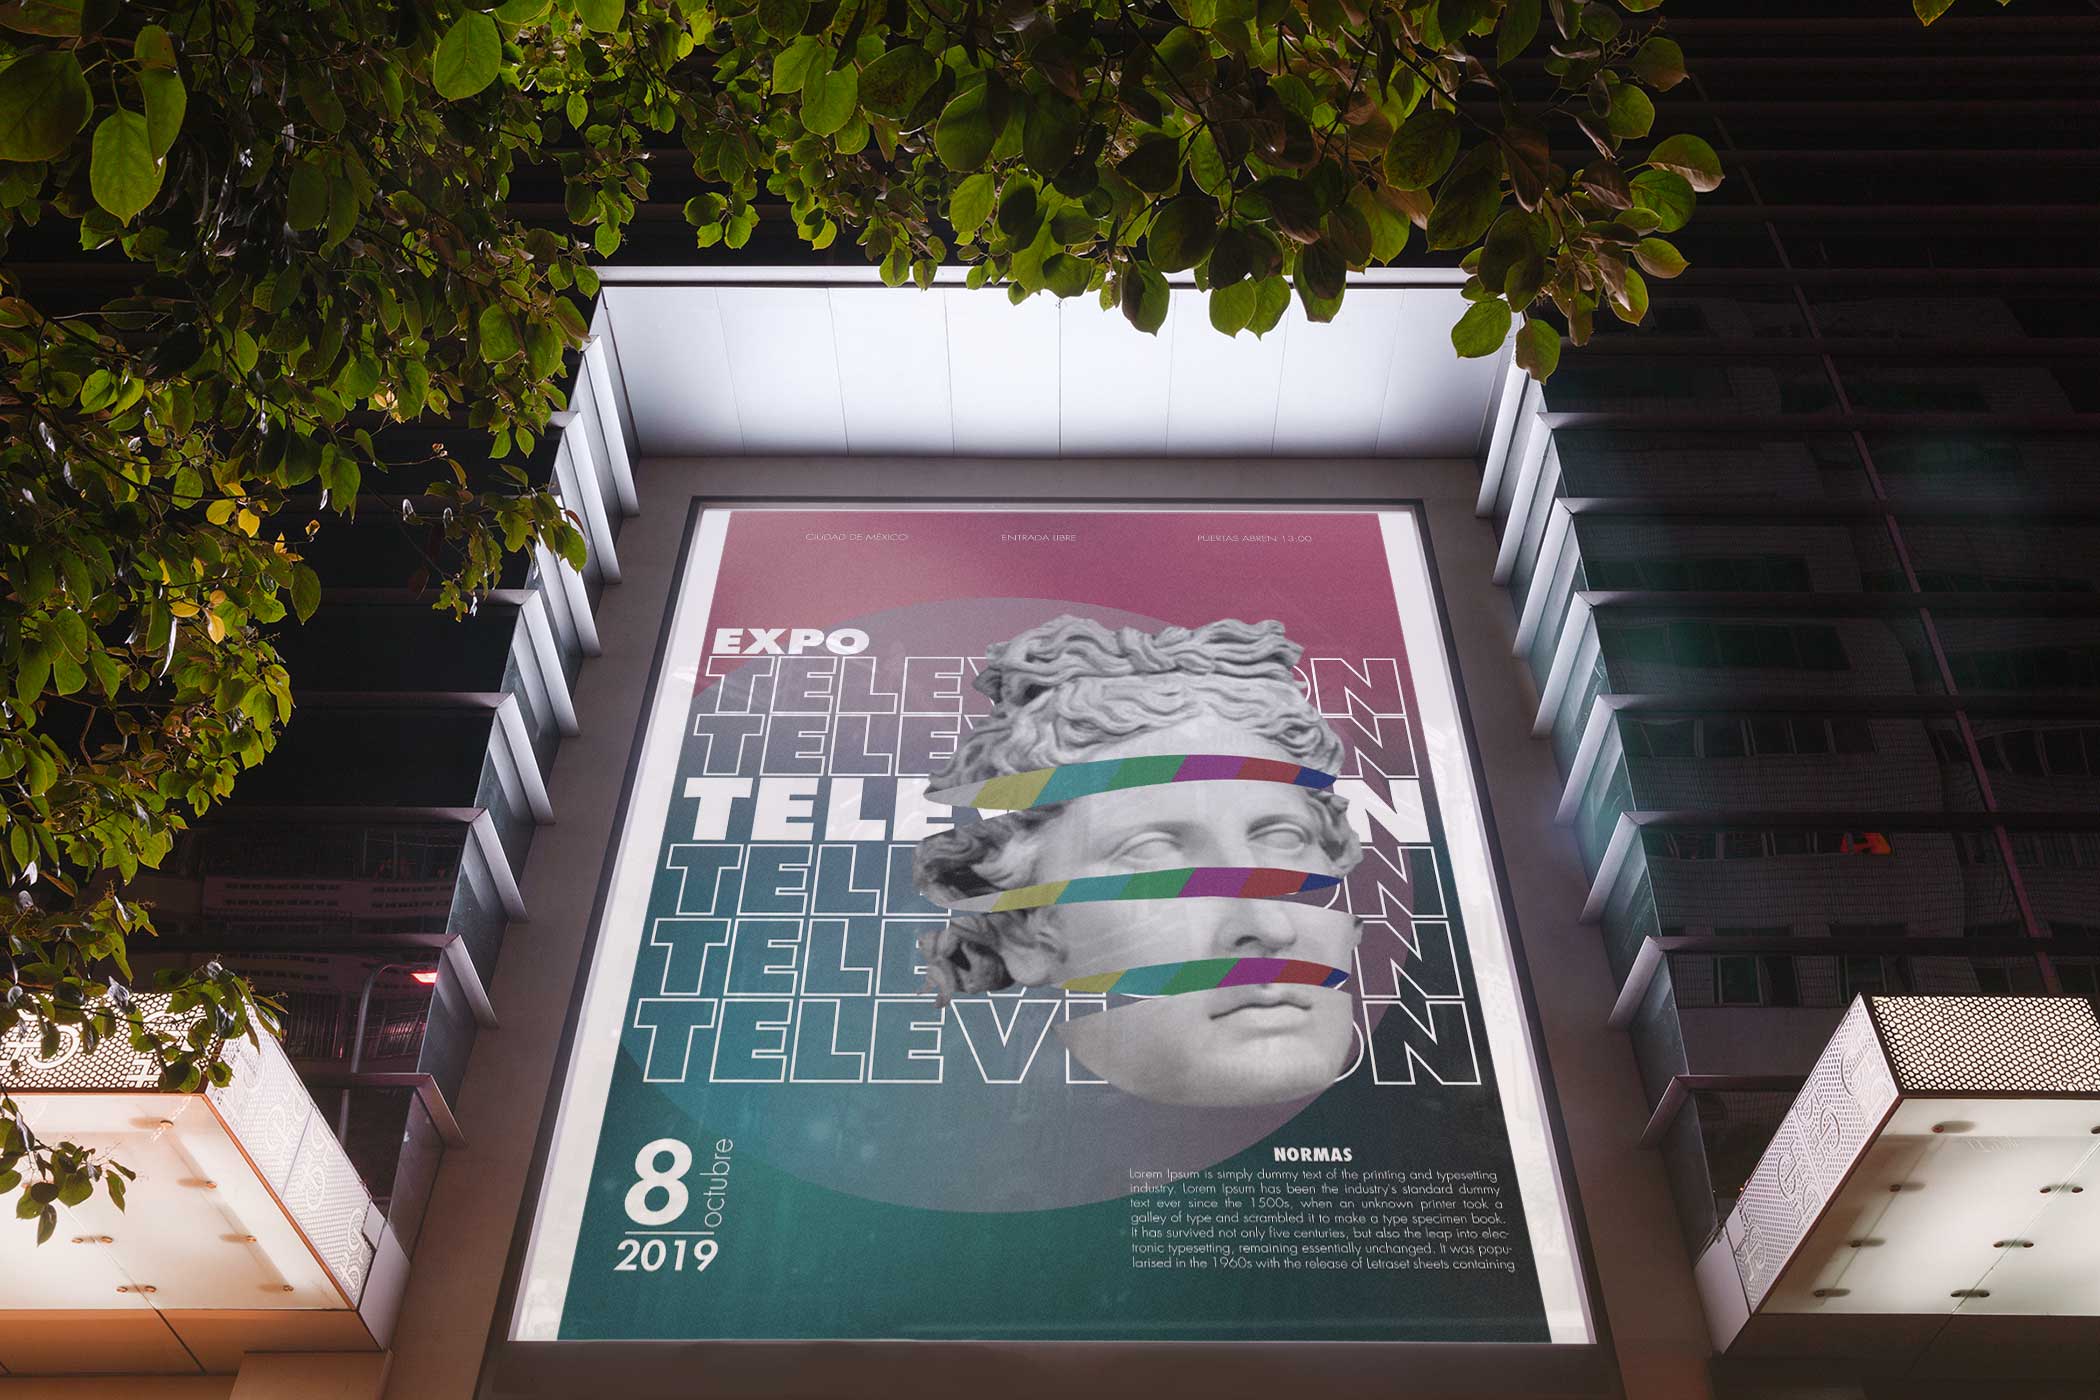 CIUDAD DE MÉXICO ENTRADA LIBRE PUERTAS ABREN 13:00
EXPO
TELEVISION
TELEVISION
TELEVISION
TELEVISION
TELEVISION
TELEVISION
8 octubre
2019
NORMAS
Lorem Ipsum is simply dummy text of the printing and typesetting
industry. Lorem Ipsum has been the industry's standard dummy
text ever since the 1500s, when an unknown printer took a
galley of type and scrambled it to make a type specimen book.
It has survived not only five centuries, but also the leap into elec-
tronic typesetting, remaining essentially unchanged. It was popu-
larised in the 1960s with the release of Letraset sheets containing